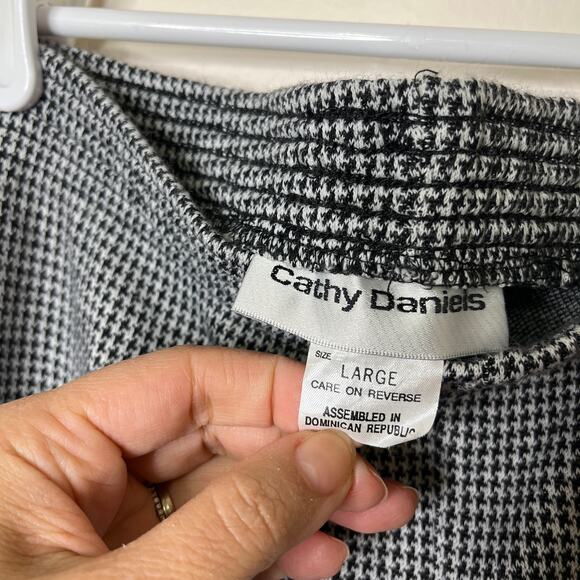 Cathy Daniels
SIZE
LARGE
CARE ON REVERSE
ASSEMBLED IN
DOMINICAN REPUBLIC